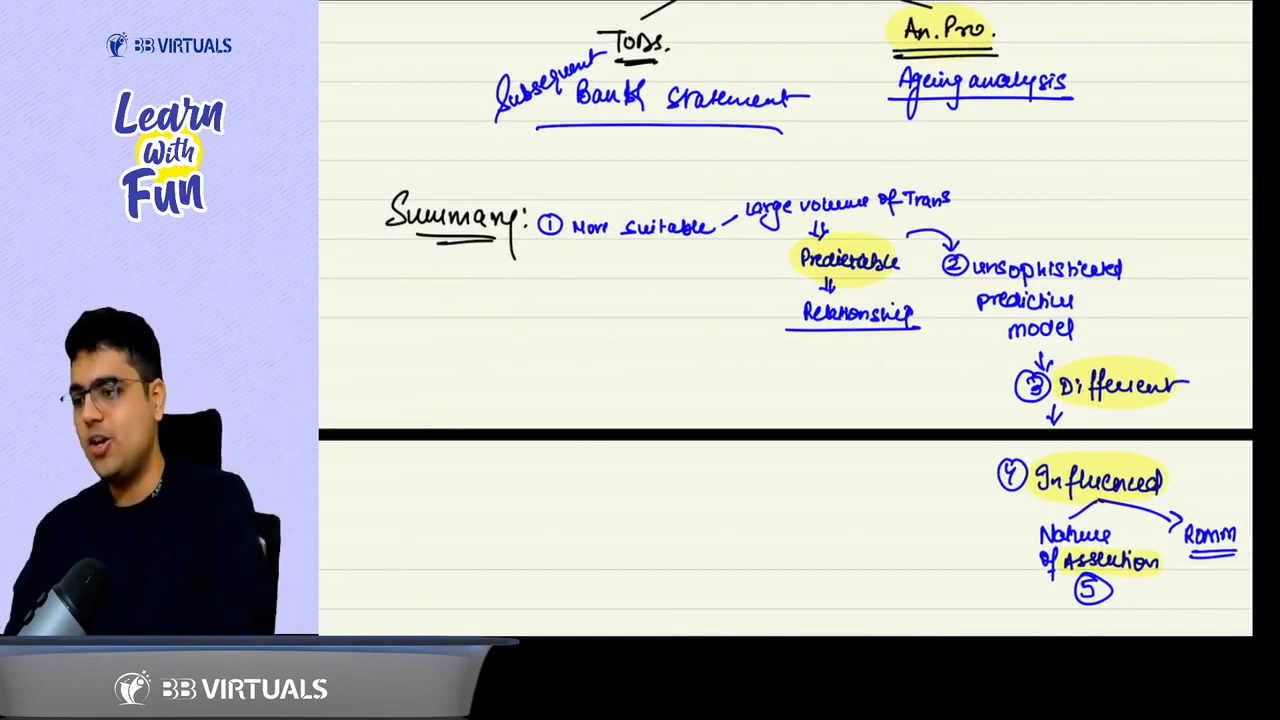 BB VIRTUALS
Learn
With
Fun
TODs.
An. Pro.
Subsequent Bank Statement
Ageing analysis
Summary: ① More suitable
Large volume of Trans
Predictable
Relationship
② unsophisticated
predictive
model
③ Different
④ Influenced
Nature
of Assertion
⑤
ROMM
BB VIRTUALS